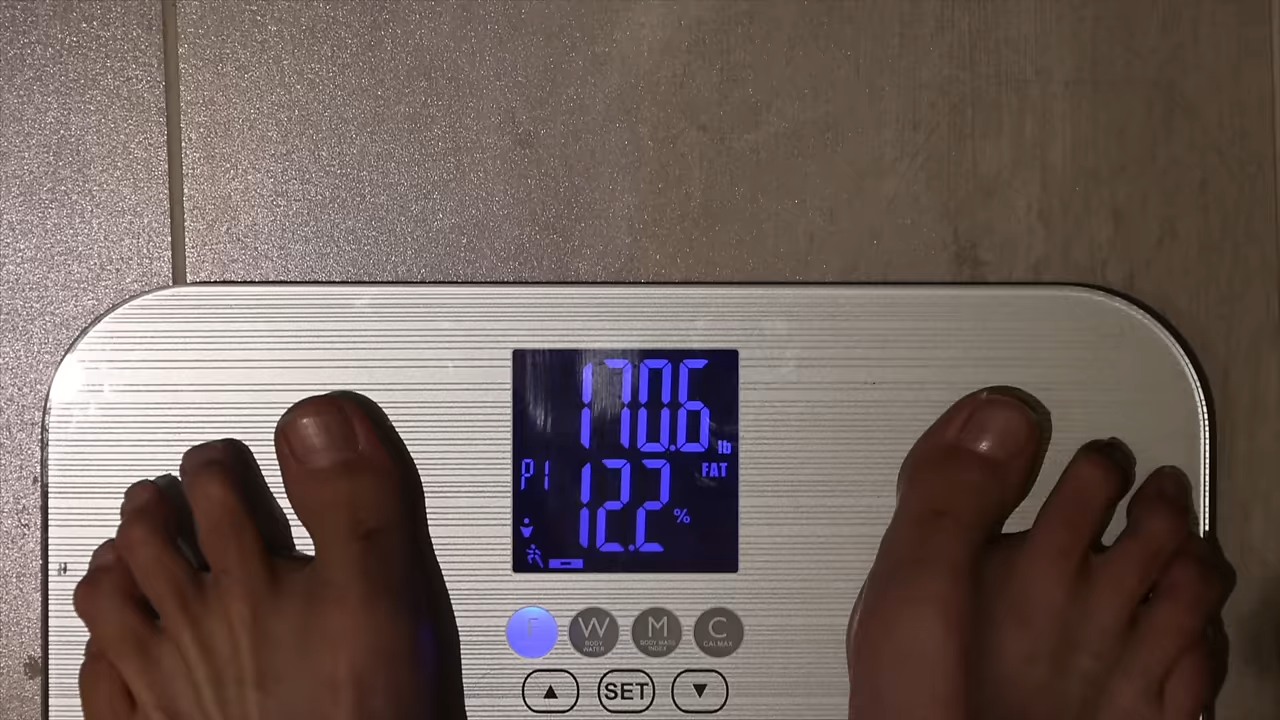 170.6 lb
P1 FAT
12.2 %
F W M C
BODY WATER BODY MASS INDEX CALMAX
▲ SET ▼